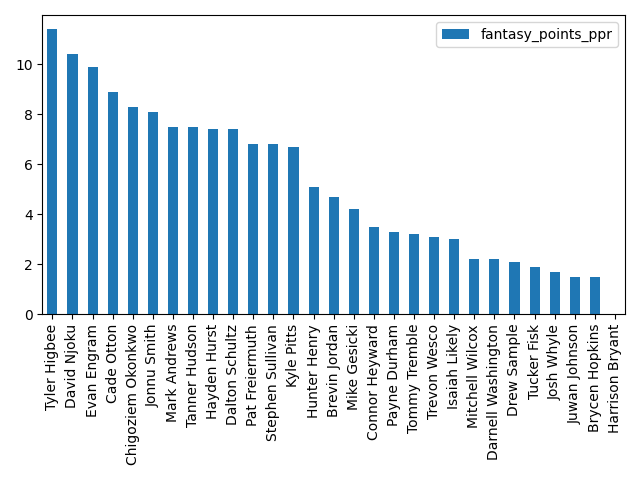 fantasy_points_ppr
10
8
6
4
2
0
Tyler Higbee
David Njoku
Evan Engram
Cade Otton
Chigoziem Okonkwo
Jonnu Smith
Mark Andrews
Tanner Hudson
Hayden Hurst
Dalton Schultz
Pat Freiermuth
Stephen Sullivan
Kyle Pitts
Hunter Henry
Brevin Jordan
Mike Gesicki
Connor Heyward
Payne Durham
Tommy Tremble
Trevon Wesco
Isaiah Likely
Mitchell Wilcox
Darnell Washington
Drew Sample
Tucker Fisk
Josh Whyle
Juwan Johnson
Brycen Hopkins
Harrison Bryant